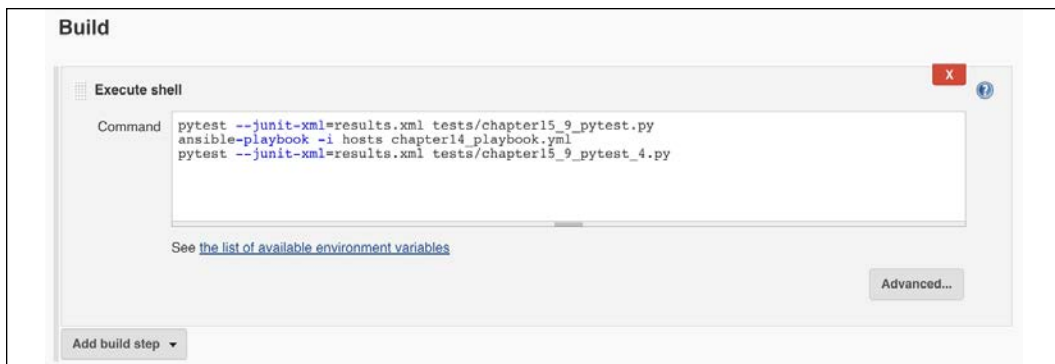 Build
X
Execute shell
?
Command
pytest --junit-xml=results.xml tests/chapter15_9_pytest.py
ansible-playbook -i hosts chapter14_playbook.yml
pytest --junit-xml=results.xml tests/chapter15_9_pytest_4.py
See the list of available environment variables
Advanced...
Add build step